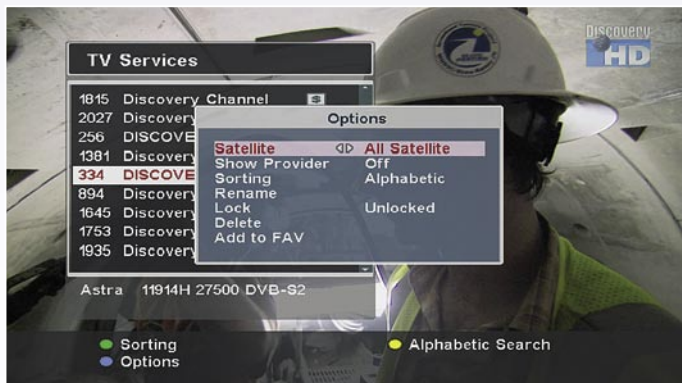 Discovery
HD
TV Services
1815 Discovery Channel S
2027 Discovery
256 DISCOVE
1381 Discovery
334 DISCOVE
894 Discovery
1645 Discovery
1753 Discovery
1935 Discovery
Options
Satellite All Satellite
Show Provider Off
Sorting Alphabetic
Rename
Lock Unlocked
Delete
Add to FAV
Astra 11914H 27500 DVB-S2
Sorting
Alphabetic Search
Options